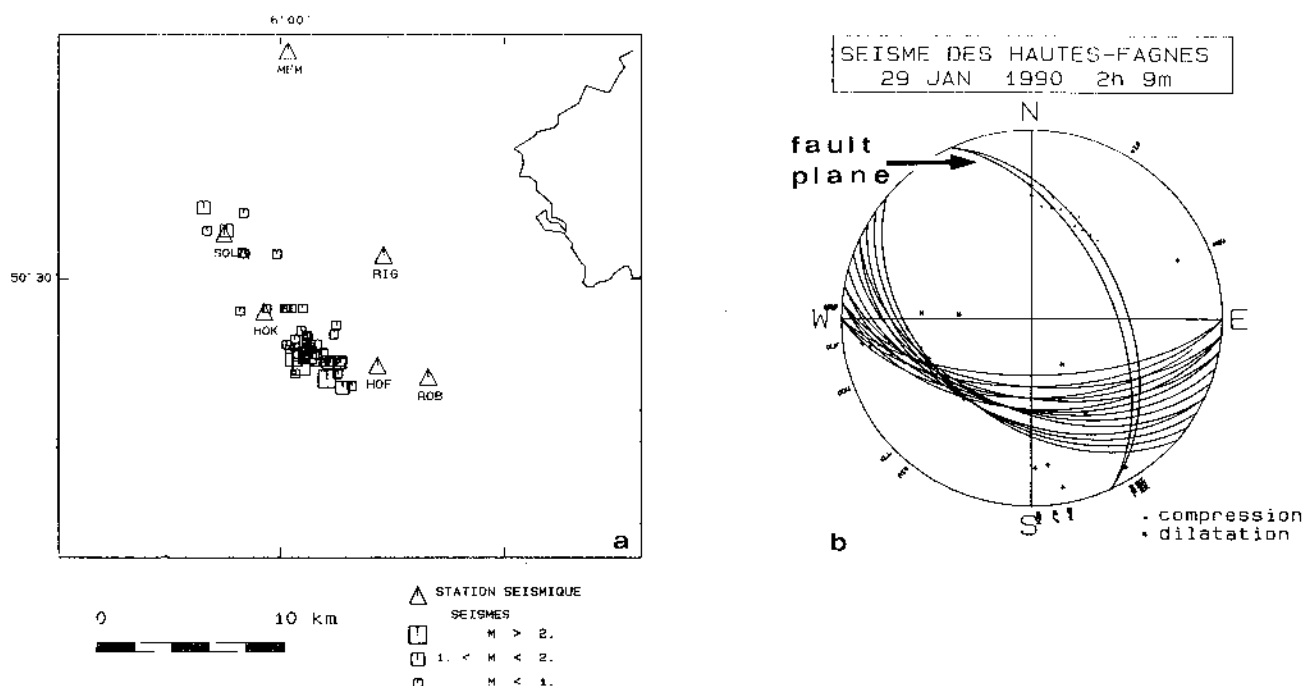 6°00'
MEM
SOL
50°30
RIG
HOK
HOF
ROB
a
0 10 km
STATION SEISMIQUE
SEISMES
M > 2.
1. < M < 2.
M < 1.
SEISME DES HAUTES-FAGNES
29 JAN 1990 2h 9m
N
fault
plane
W
E
S
b
. compression
* dilatation